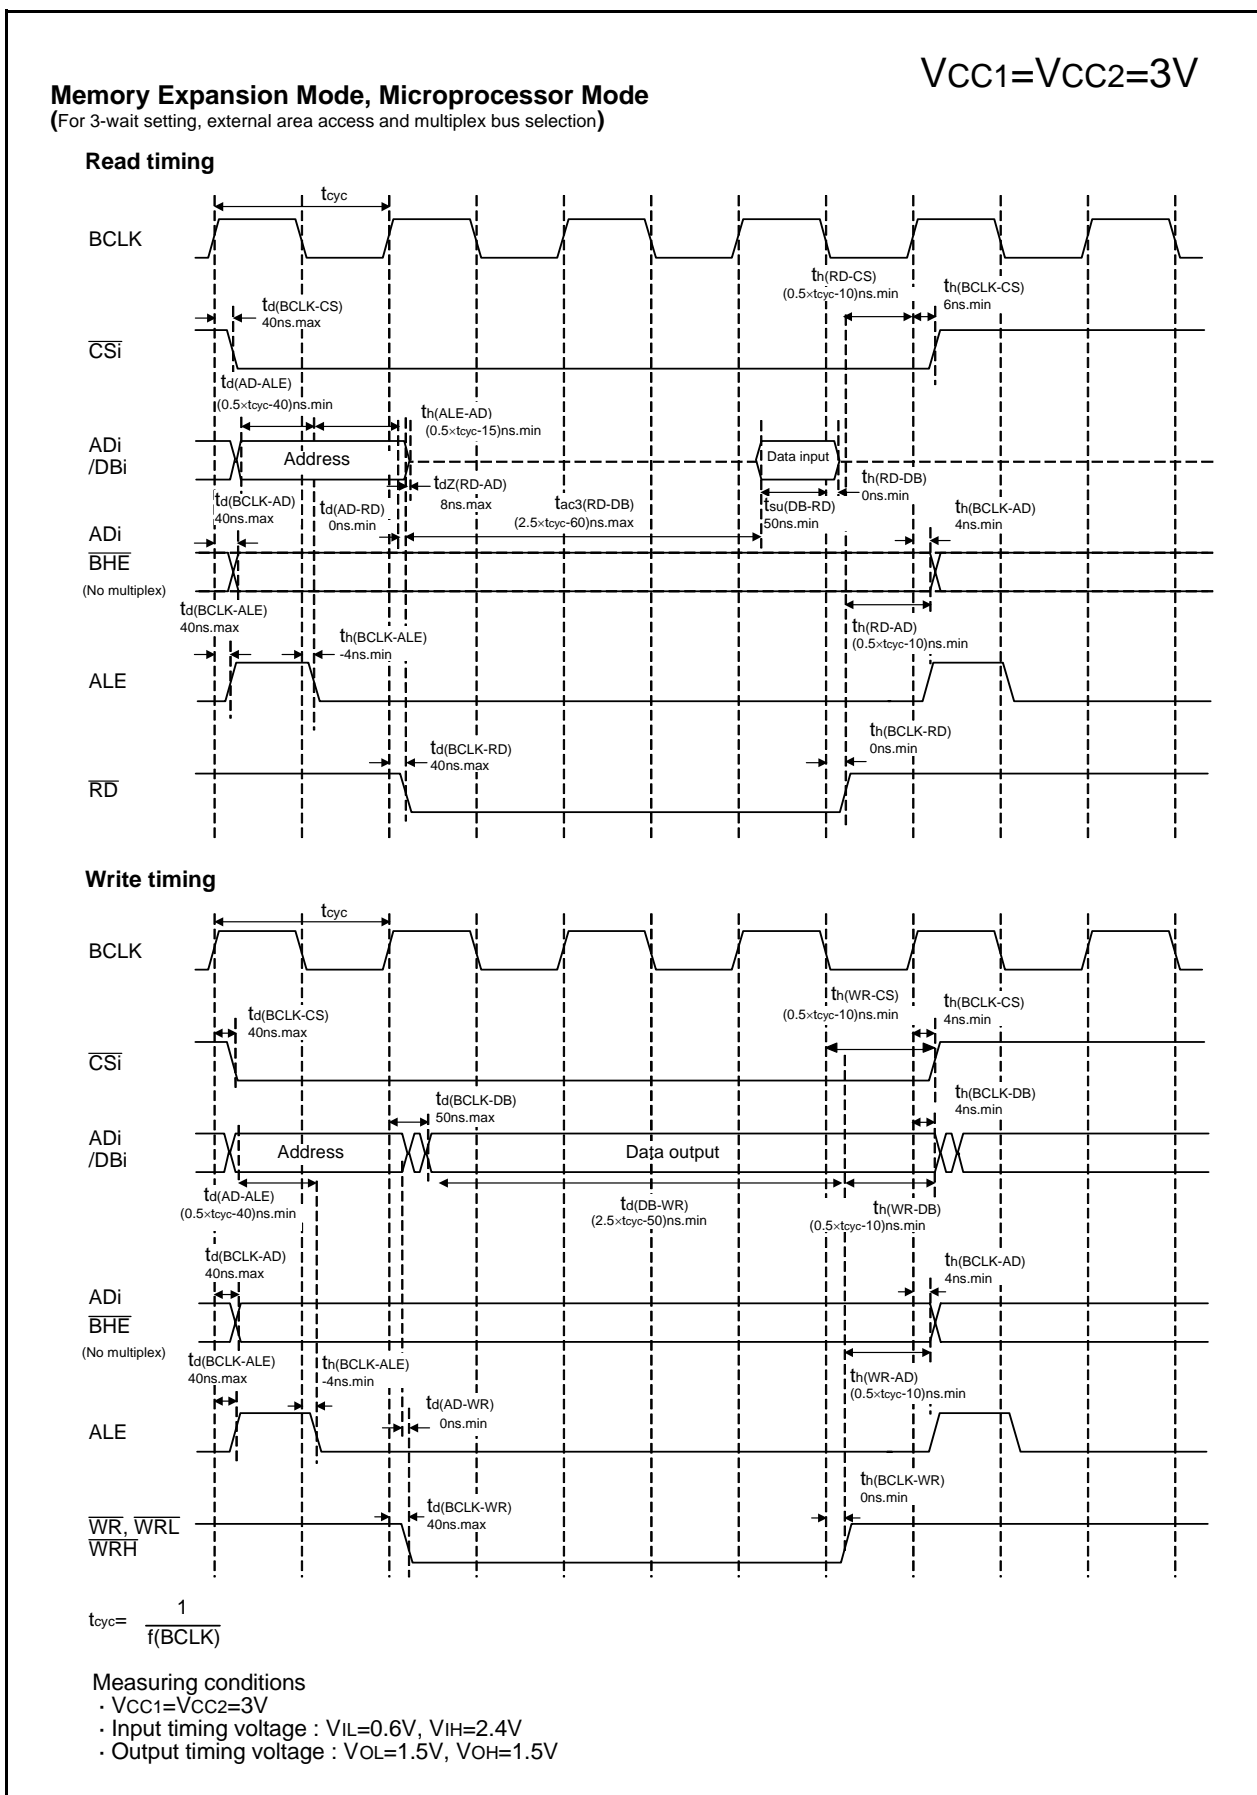 VCC1=VCC2=3V
Memory Expansion Mode, Microprocessor Mode
(For 3-wait setting, external area access and multiplex bus selection)
Read timing
tcyc
BCLK
th(RD-CS)
(0.5×tcyc-10)ns.min
th(BCLK-CS)
6ns.min
td(BCLK-CS)
40ns.max
CSi
td(AD-ALE)
(0.5×tcyc-40)ns.min
th(ALE-AD)
(0.5×tcyc-15)ns.min
ADi
/DBi
Address
Data input
tdZ(RD-AD)
8ns.max
th(RD-DB)
0ns.min
td(BCLK-AD)
40ns.max
td(AD-RD)
0ns.min
tac3(RD-DB)
(2.5×tcyc-60)ns.max
tsu(DB-RD)
50ns.min
th(BCLK-AD)
4ns.min
ADi
BHE
(No multiplex)
td(BCLK-ALE)
40ns.max
th(BCLK-ALE)
-4ns.min
th(RD-AD)
(0.5×tcyc-10)ns.min
ALE
td(BCLK-RD)
40ns.max
th(BCLK-RD)
0ns.min
RD
Write timing
tcyc
BCLK
th(WR-CS)
(0.5×tcyc-10)ns.min
th(BCLK-CS)
4ns.min
td(BCLK-CS)
40ns.max
CSi
td(BCLK-DB)
50ns.max
th(BCLK-DB)
4ns.min
ADi
/DBi
Address
Data output
td(AD-ALE)
(0.5×tcyc-40)ns.min
td(DB-WR)
(2.5×tcyc-50)ns.min
th(WR-DB)
(0.5×tcyc-10)ns.min
td(BCLK-AD)
40ns.max
th(BCLK-AD)
4ns.min
ADi
BHE
(No multiplex)
td(BCLK-ALE)
40ns.max
th(BCLK-ALE)
-4ns.min
th(WR-AD)
(0.5×tcyc-10)ns.min
td(AD-WR)
0ns.min
ALE
td(BCLK-WR)
40ns.max
th(BCLK-WR)
0ns.min
WR, WRL
WRH
tcyc= 1
f(BCLK)
Measuring conditions
· VCC1=VCC2=3V
· Input timing voltage : VIL=0.6V, VIH=2.4V
· Output timing voltage : VOL=1.5V, VOH=1.5V